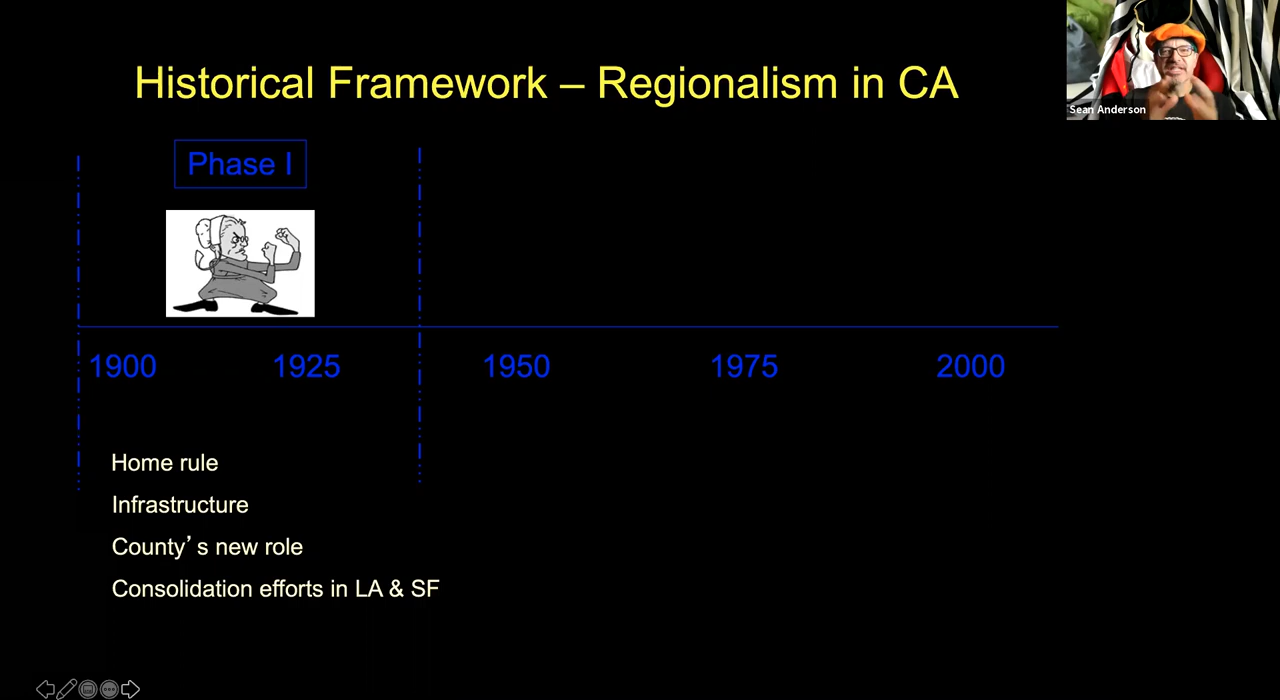 Historical Framework – Regionalism in CA
Sean Anderson
Phase I
1900 1925 1950 1975 2000
Home rule
Infrastructure
County’s new role
Consolidation efforts in LA & SF